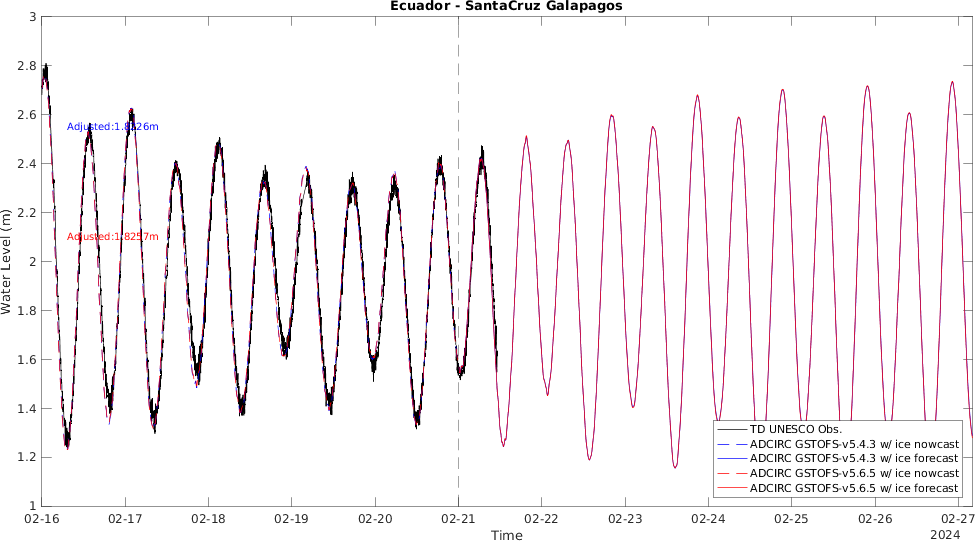 Ecuador - SantaCruz Galapagos
3
2.8
2.6
2.4
2.2
2
1.8
1.6
1.4
1.2
1
Water Level (m)
Adjusted:1.8226m
Adjusted:1.8257m
TD UNESCO Obs.
ADCIRC GSTOFS-v5.4.3 w/ ice nowcast
ADCIRC GSTOFS-v5.4.3 w/ ice forecast
ADCIRC GSTOFS-v5.6.5 w/ ice nowcast
ADCIRC GSTOFS-v5.6.5 w/ ice forecast
02-16 02-17 02-18 02-19 02-20 02-21 02-22 02-23 02-24 02-25 02-26 02-27
Time
2024